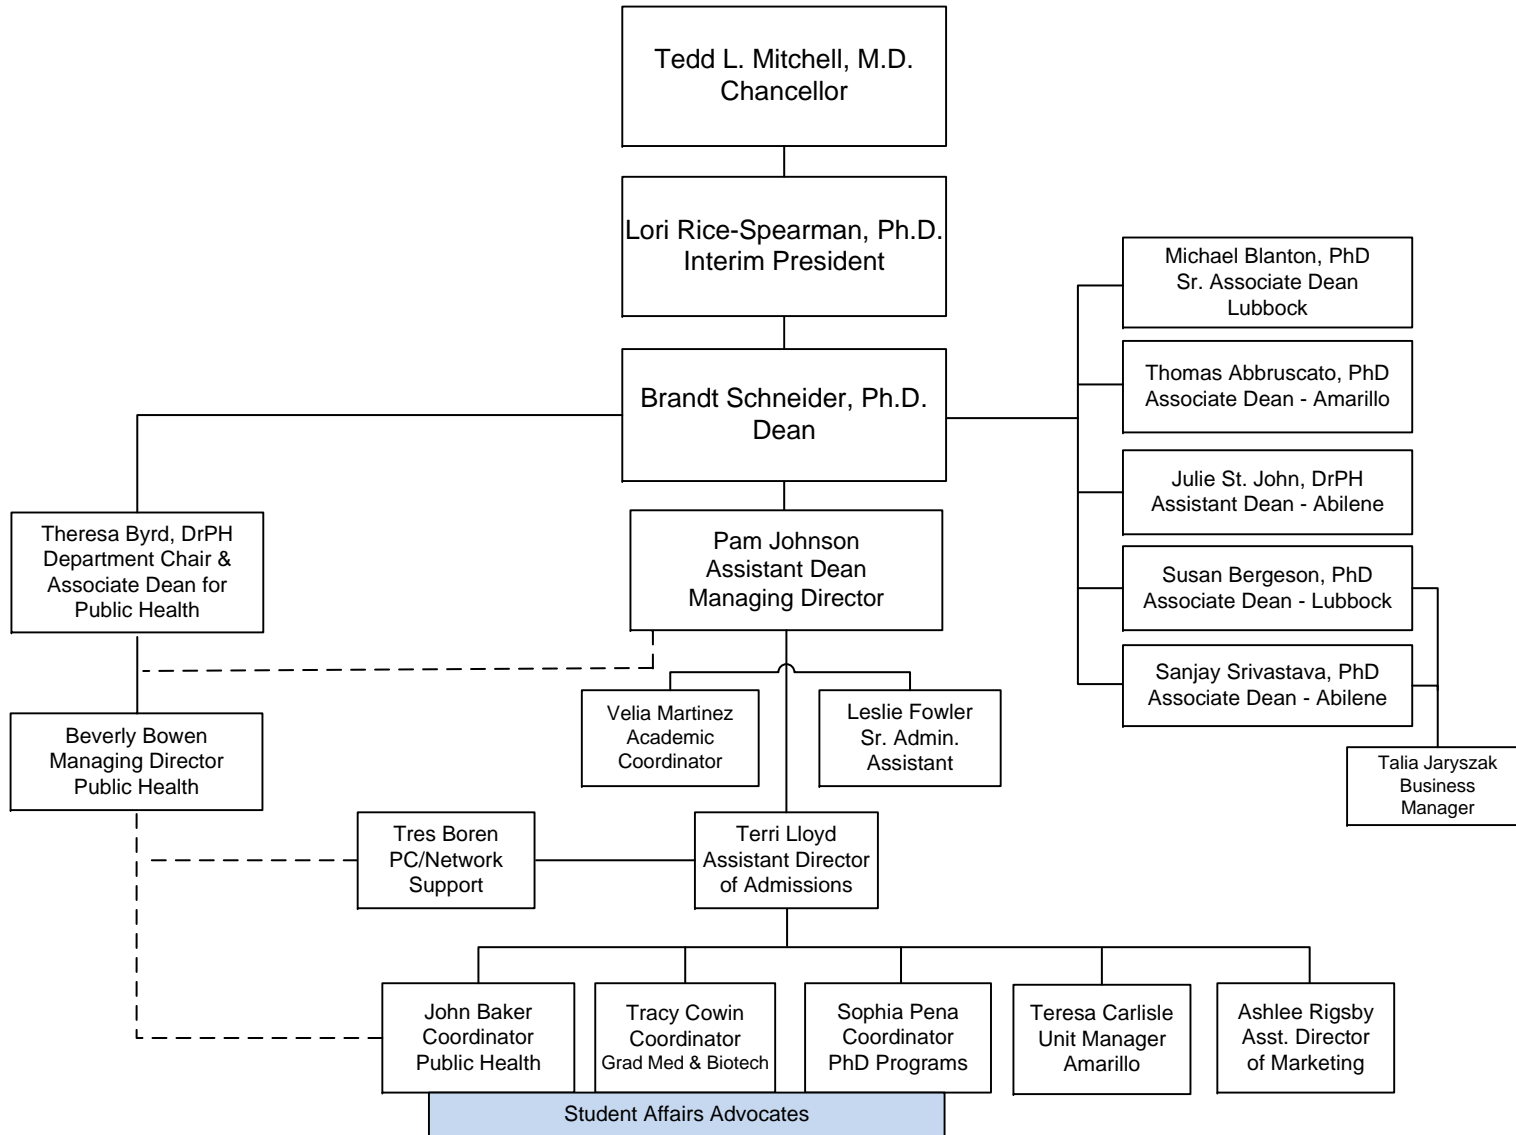 Tedd L. Mitchell, M.D.
Chancellor
Lori Rice-Spearman, Ph.D.
Interim President
Brandt Schneider, Ph.D.
Dean
Michael Blanton, PhD
Sr. Associate Dean
Lubbock
Thomas Abbruscato, PhD
Associate Dean - Amarillo
Julie St. John, DrPH
Assistant Dean - Abilene
Susan Bergeson, PhD
Associate Dean - Lubbock
Sanjay Srivastava, PhD
Associate Dean - Abilene
Talia Jaryszak
Business
Manager
Theresa Byrd, DrPH
Department Chair &
Associate Dean for
Public Health
Pam Johnson
Assistant Dean
Managing Director
Velia Martinez
Academic
Coordinator
Leslie Fowler
Sr. Admin.
Assistant
Beverly Bowen
Managing Director
Public Health
Tres Boren
PC/Network
Support
Terri Lloyd
Assistant Director
of Admissions
John Baker
Coordinator
Public Health
Tracy Cowin
Coordinator
Grad Med & Biotech
Sophia Pena
Coordinator
PhD Programs
Teresa Carlisle
Unit Manager
Amarillo
Ashlee Rigsby
Asst. Director
of Marketing
Student Affairs Advocates